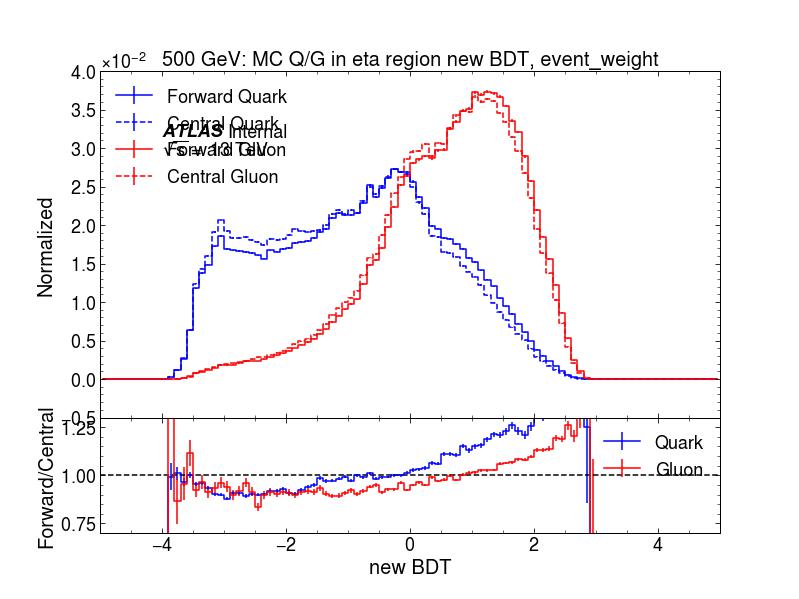 ×10⁻²
500 GeV: MC Q/G in eta region new BDT, event_weight
4.0
3.5
3.0
2.5
2.0
1.5
1.0
0.5
0.0
−0.5
Normalized
Forward Quark
Central Quark
ATLAS Internal
√s = 13 TeV
Forward Gluon
Central Gluon
1.25
1.00
0.75
Forward/Central
Quark
Gluon
−4
−2
0
2
4
new BDT